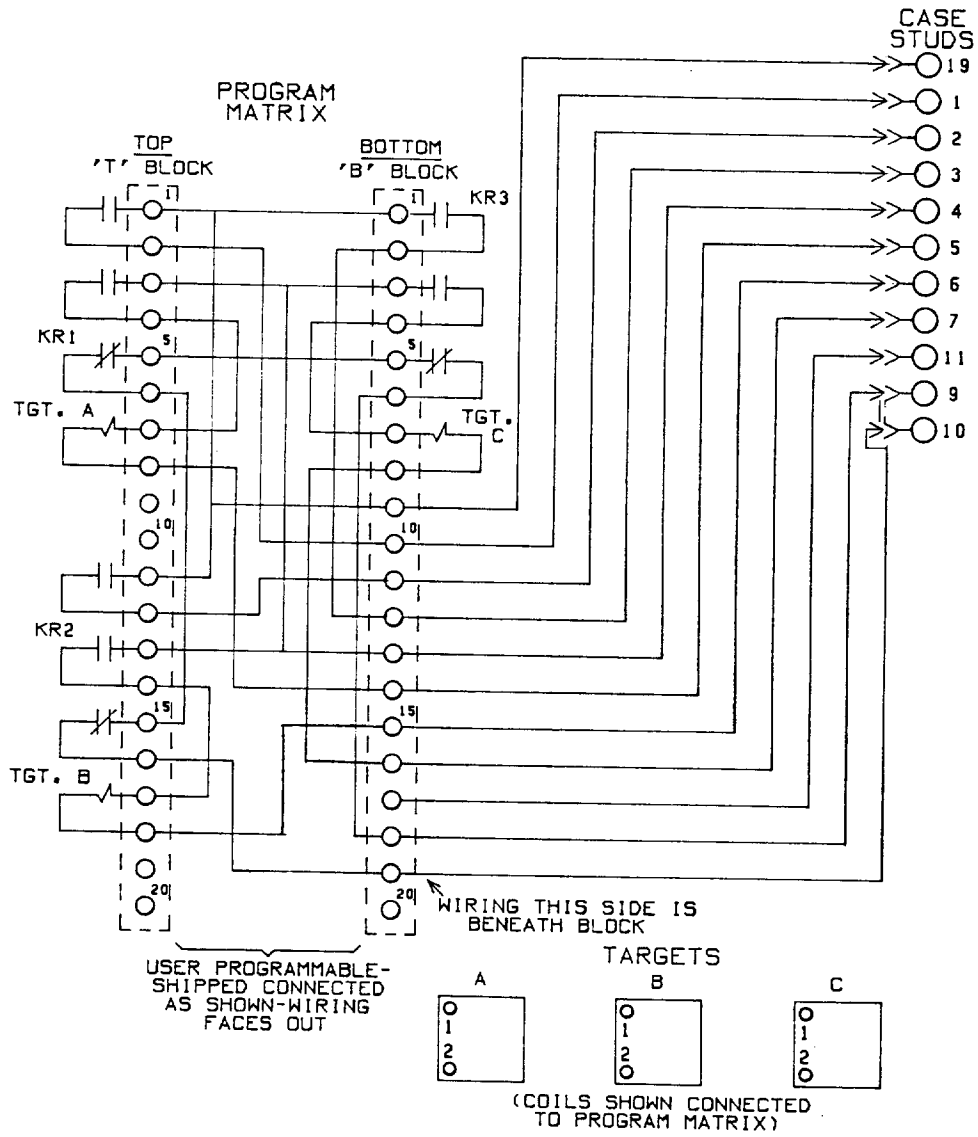 CASE
STUDS
19
1
2
3
4
5
6
7
11
9
10
PROGRAM
MATRIX
TOP
'T' BLOCK
BOTTOM
'B' BLOCK
1
1
KR3
5
5
KR1
TGT. A
TGT.
C
10
10
KR2
15
15
TGT. B
20
20
WIRING THIS SIDE IS
BENEATH BLOCK
USER PROGRAMMABLE-
SHIPPED CONNECTED
AS SHOWN-WIRING
FACES OUT
TARGETS
A
B
C
1
2
1
2
1
2
(COILS SHOWN CONNECTED
TO PROGRAM MATRIX)